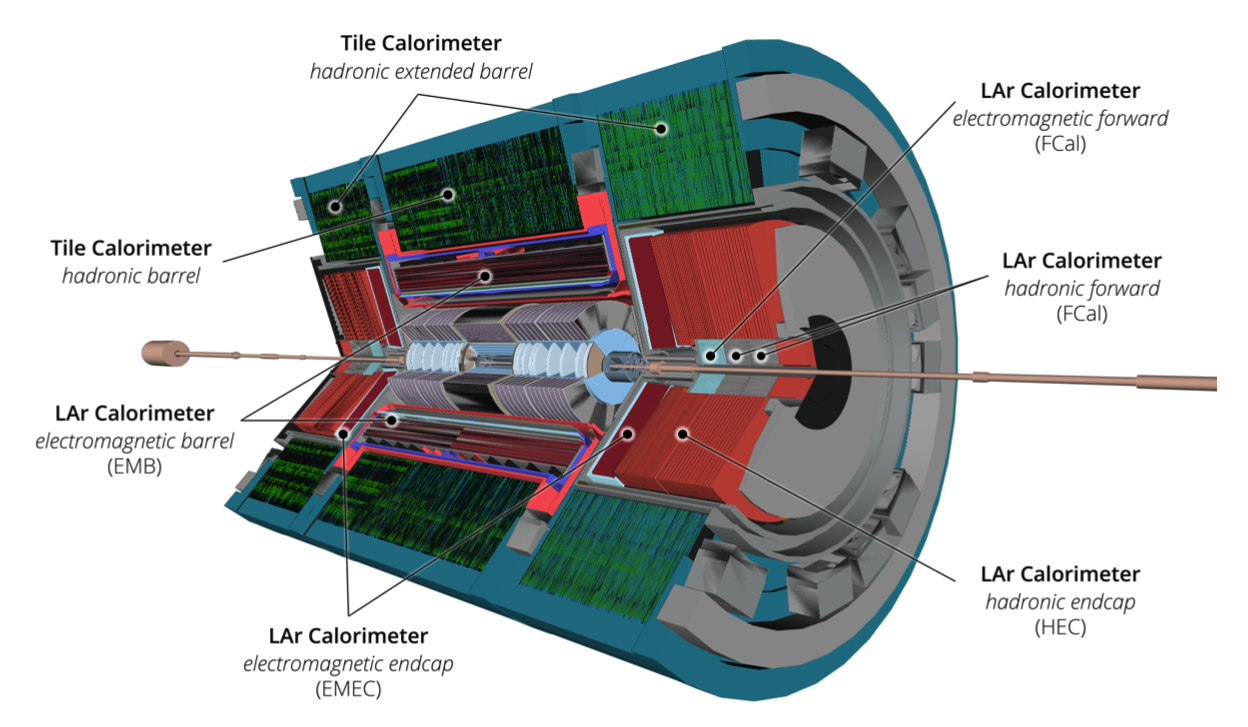 Tile Calorimeter
hadronic extended barrel
LAr Calorimeter
electromagnetic forward
(FCal)
Tile Calorimeter
hadronic barrel
LAr Calorimeter
hadronic forward
(FCal)
LAr Calorimeter
electromagnetic barrel
(EMB)
LAr Calorimeter
hadronic endcap
(HEC)
LAr Calorimeter
electromagnetic endcap
(EMEC)